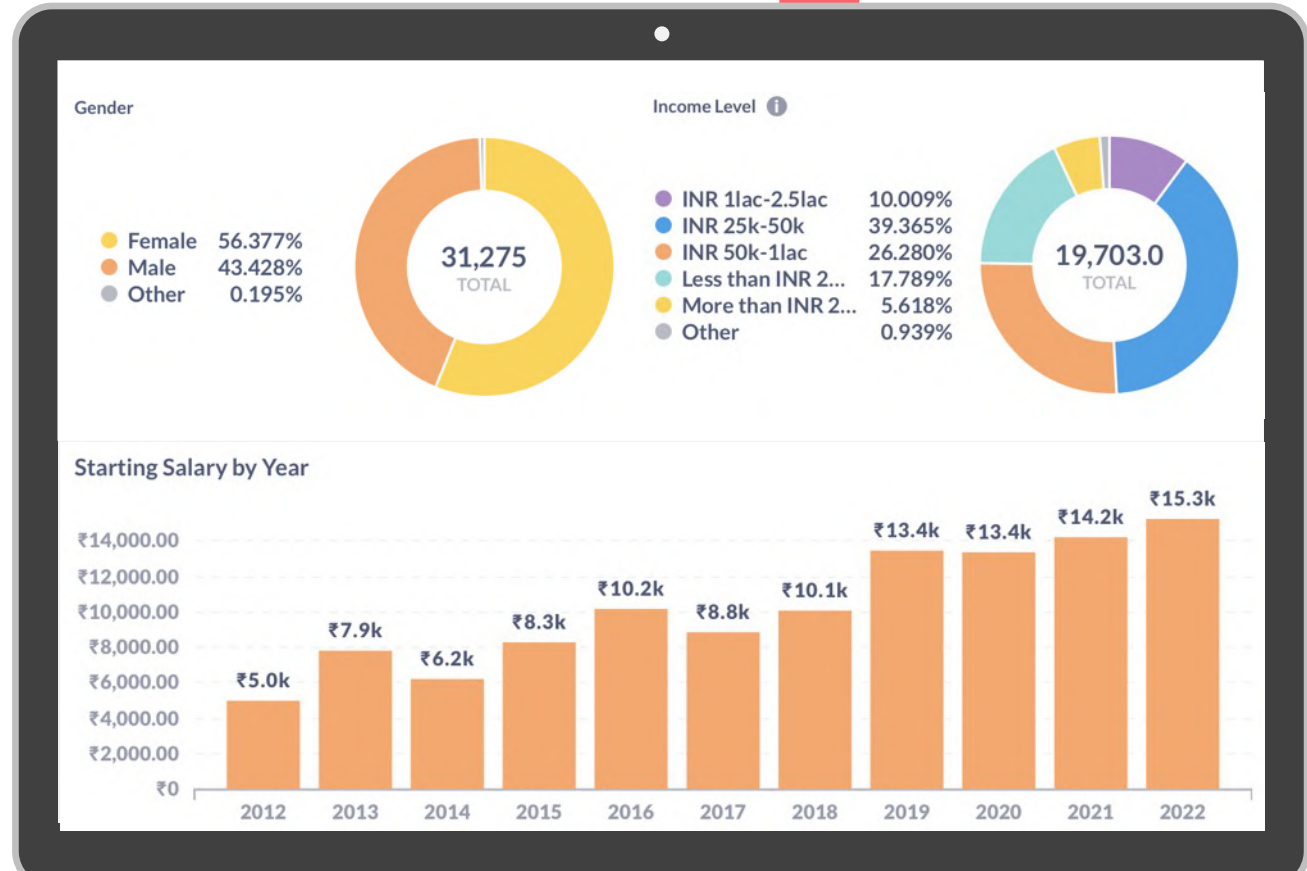 Gender
Female 56.377%
Male 43.428%
Other 0.195%
31,275
TOTAL
Income Level i
INR 1lac-2.5lac 10.009%
INR 25k-50k 39.365%
INR 50k-1lac 26.280%
Less than INR 2... 17.789%
More than INR 2... 5.618%
Other 0.939%
19,703.0
TOTAL
Starting Salary by Year
₹14,000.00
₹12,000.00
₹10,000.00
₹8,000.00
₹6,000.00
₹4,000.00
₹2,000.00
₹0
₹5.0k
₹7.9k
₹6.2k
₹8.3k
₹10.2k
₹8.8k
₹10.1k
₹13.4k
₹13.4k
₹14.2k
₹15.3k
2012 2013 2014 2015 2016 2017 2018 2019 2020 2021 2022